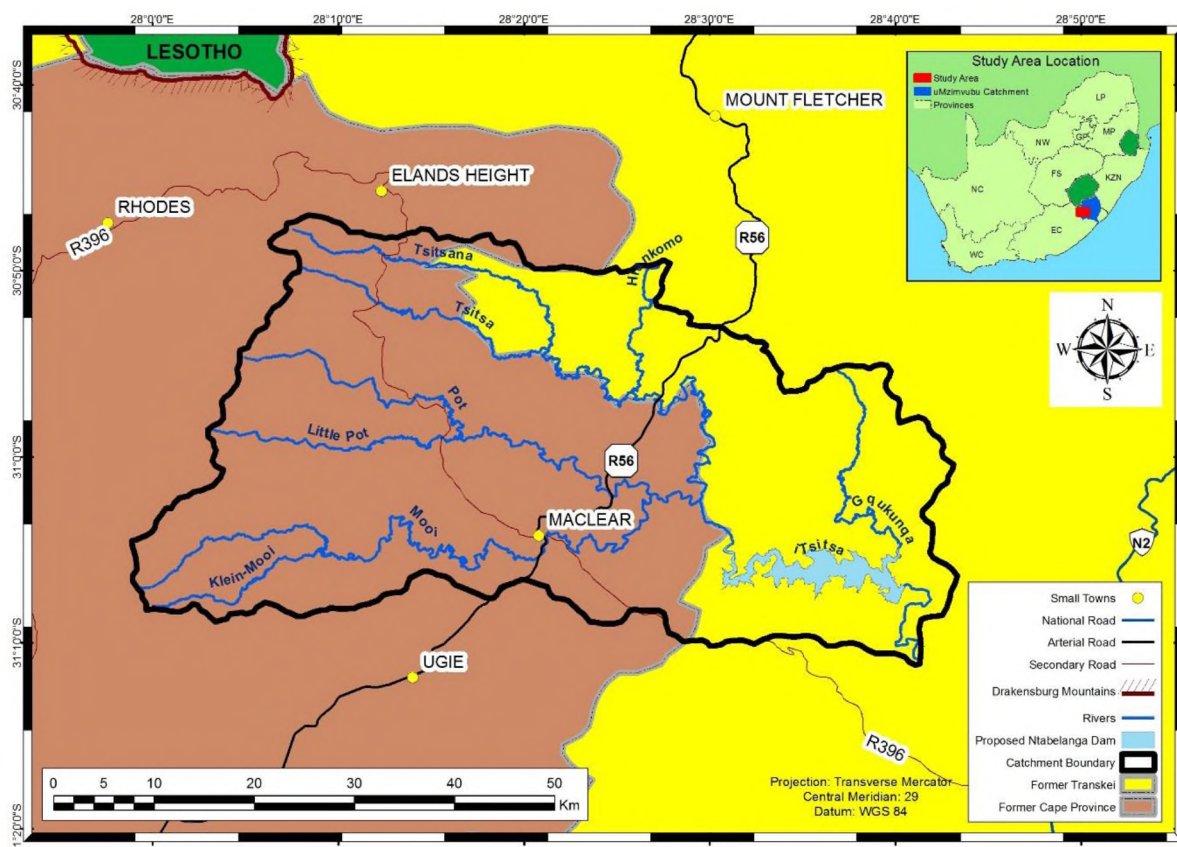 28°0'0"E
28°10'0"E
28°20'0"E
28°30'0"E
28°40'0"E
28°50'0"E
30°40'0"S
30°50'0"S
31°0'0"S
31°10'0"S
1°20'0"S
LESOTHO
MOUNT FLETCHER
ELANDS HEIGHT
RHODES
R396
R56
Tsitsana
Tsitsa
Pot
Little Pot
R56
MACLEAR
Mooi
Klein-Mooi
Gqukunqa
iTsitsa
UGIE
R396
N2
Study Area Location
Study Area
uMzimvubu Catchment
Provinces
LP
NW
GP
MP
FS
KZN
NC
EC
WC
N
W
E
S
Small Towns
National Road
Arterial Road
Secondary Road
Drakensburg Mountains
Rivers
Proposed Ntabelanga Dam
Catchment Boundary
Former Transkei
Former Cape Province
0 5 10 20 30 40 50
Km
Projection: Transverse Mercator
Central Meridian: 29
Datum: WGS 84